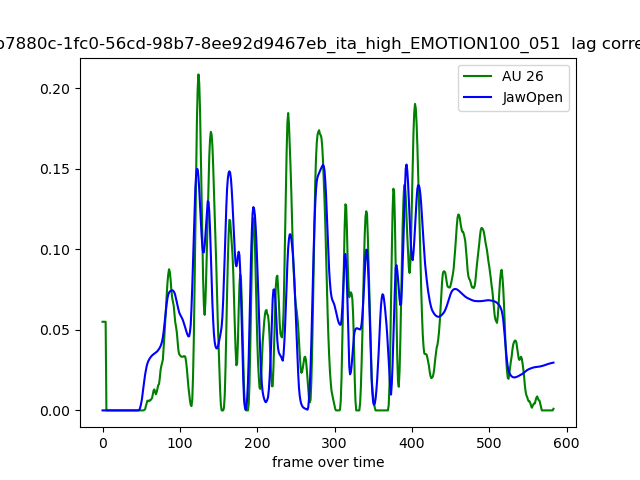 b7880c-1fc0-56cd-98b7-8ee92d9467eb_ita_high_EMOTION100_051 lag corre
AU 26
JawOpen
0.20
0.15
0.10
0.05
0.00
0 100 200 300 400 500 600
frame over time